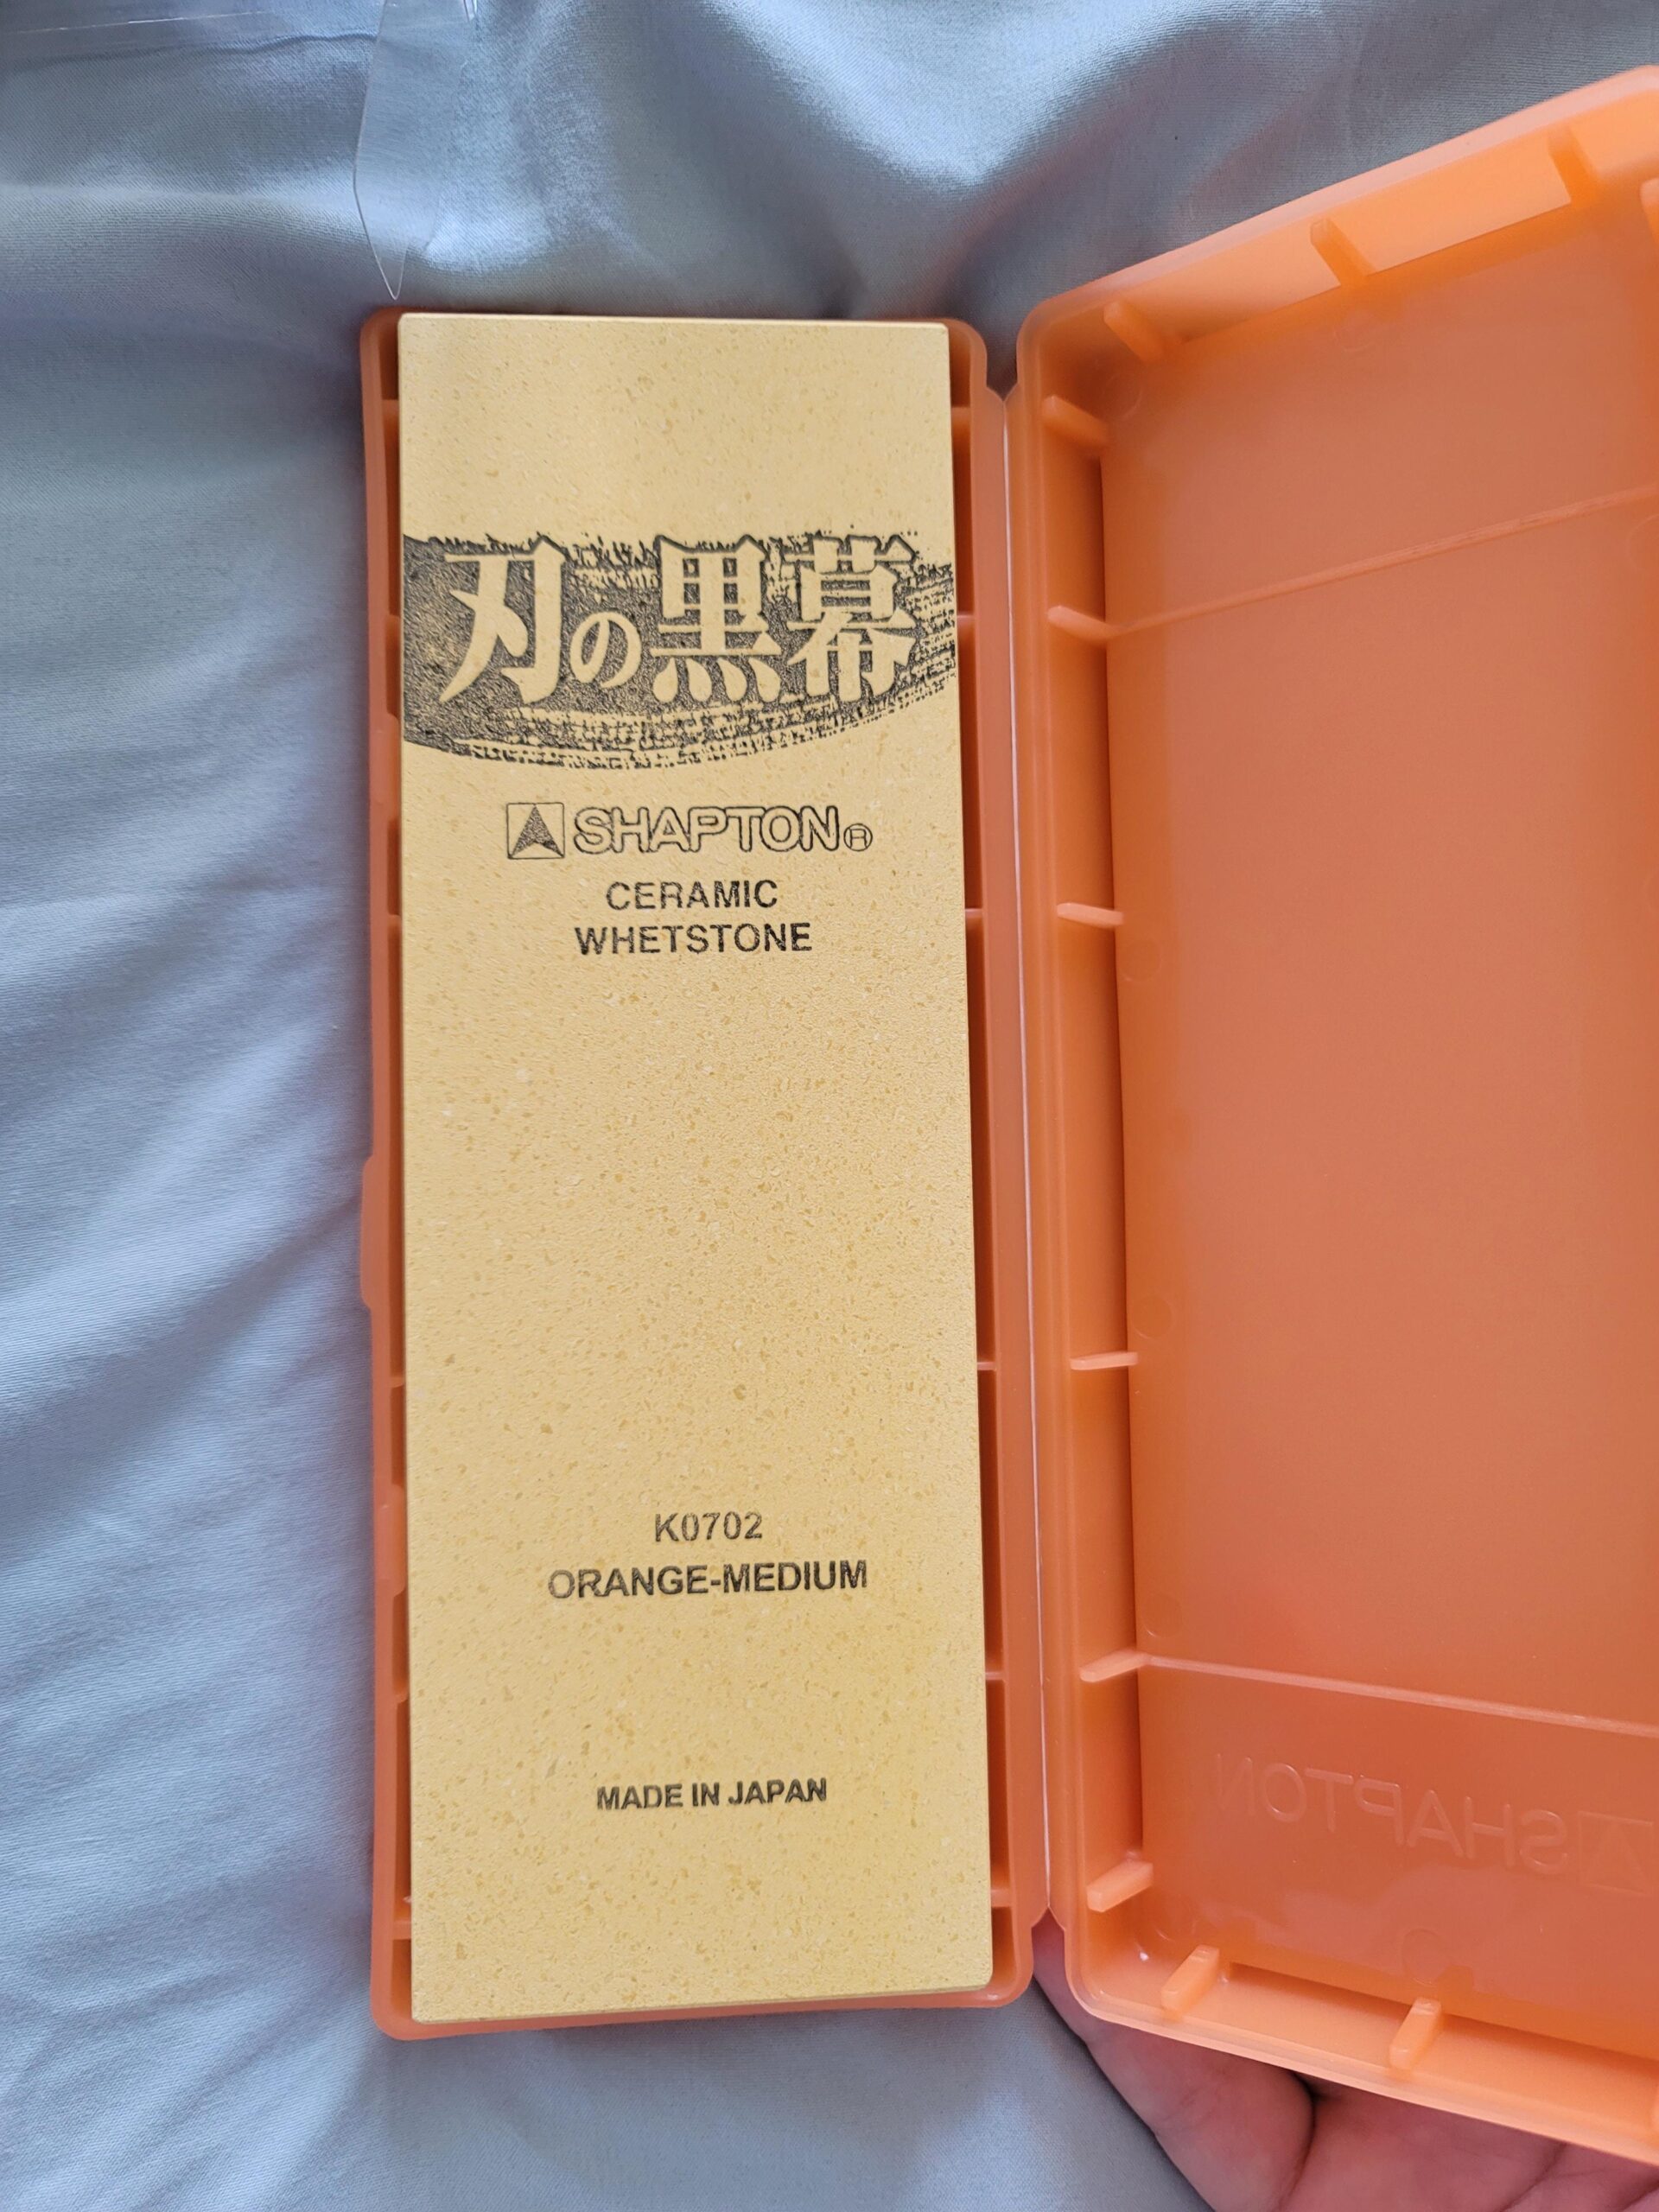 刃の黒幕
SHAPTON®
CERAMIC
WHETSTONE
K0702
ORANGE-MEDIUM
MADE IN JAPAN
SHAPTON